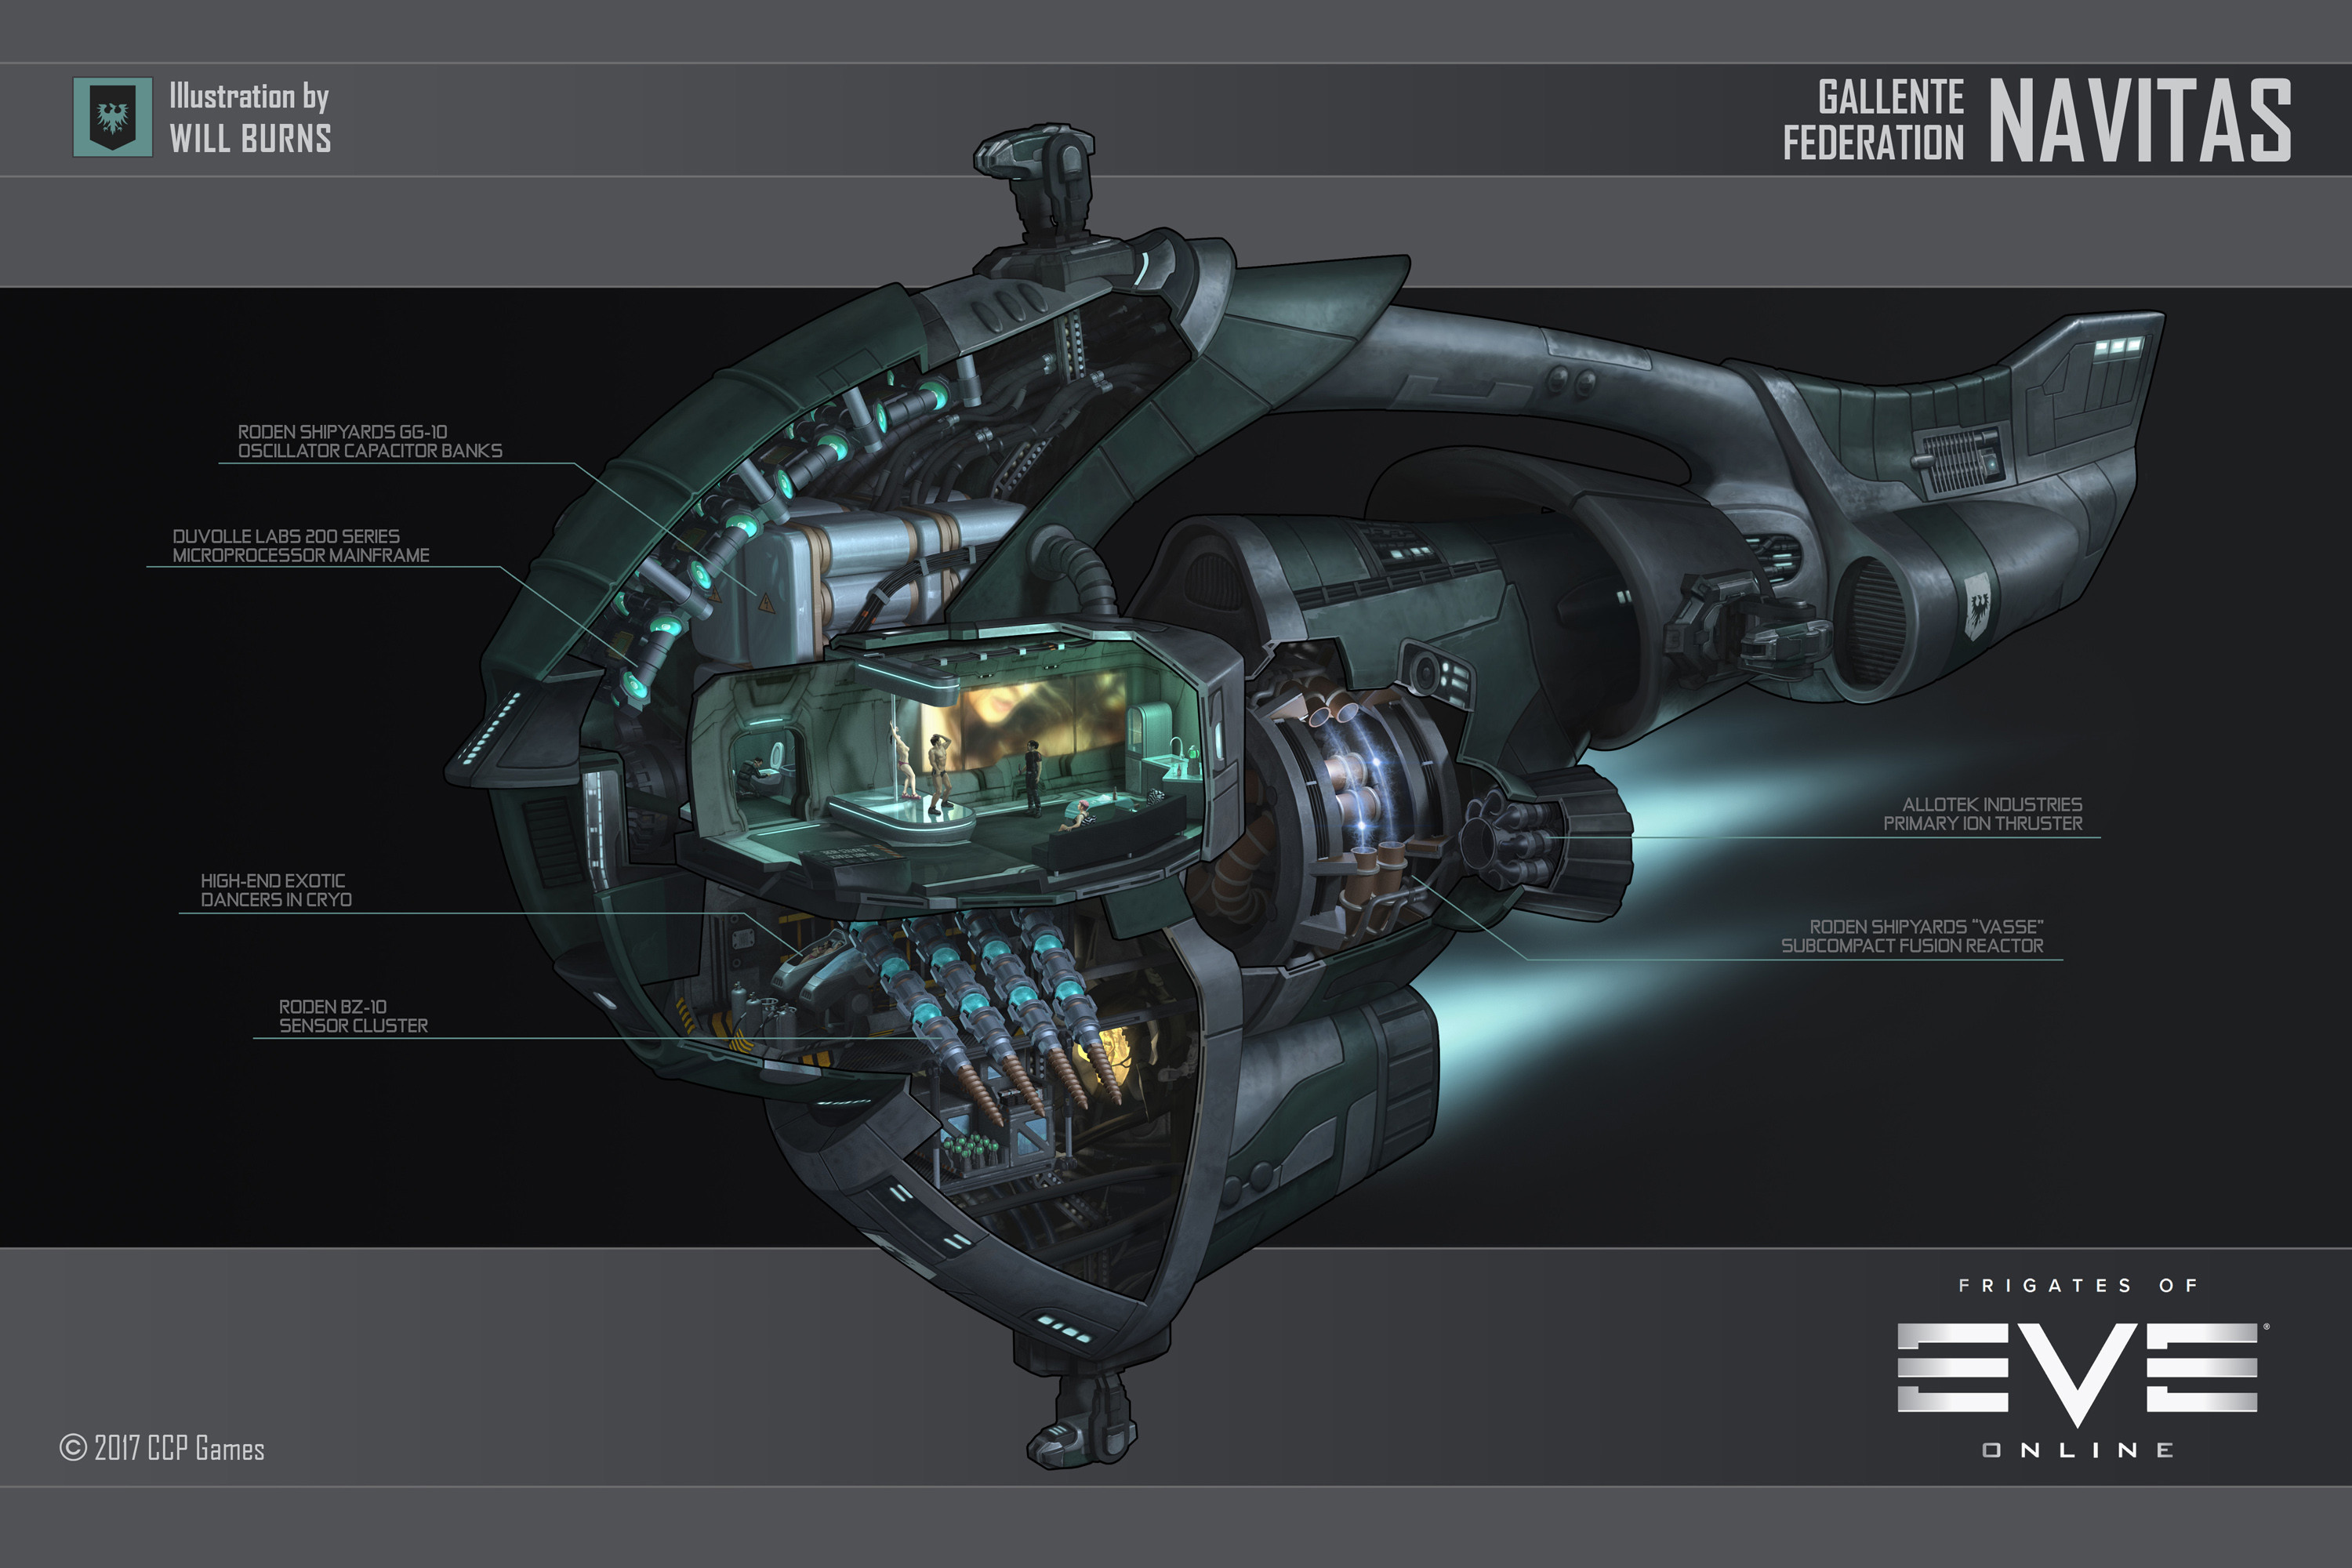 Illustration by
WILL BURNS
GALLENTE
FEDERATION
NAVITAS
RODEN SHIPYARDS GG-10
OSCILLATOR CAPACITOR BANKS
DUVOLLE LABS 200 SERIES
MICROPROCESSOR MAINFRAME
HIGH-END EXOTIC
DANCERS IN CRYO
RODEN BZ-10
SENSOR CLUSTER
ALLOTEK INDUSTRIES
PRIMARY ION THRUSTER
RODEN SHIPYARDS "VASSE"
SUBCOMPACT FUSION REACTOR
FRIGATES OF
EVE®
ONLINE
© 2017 CCP Games